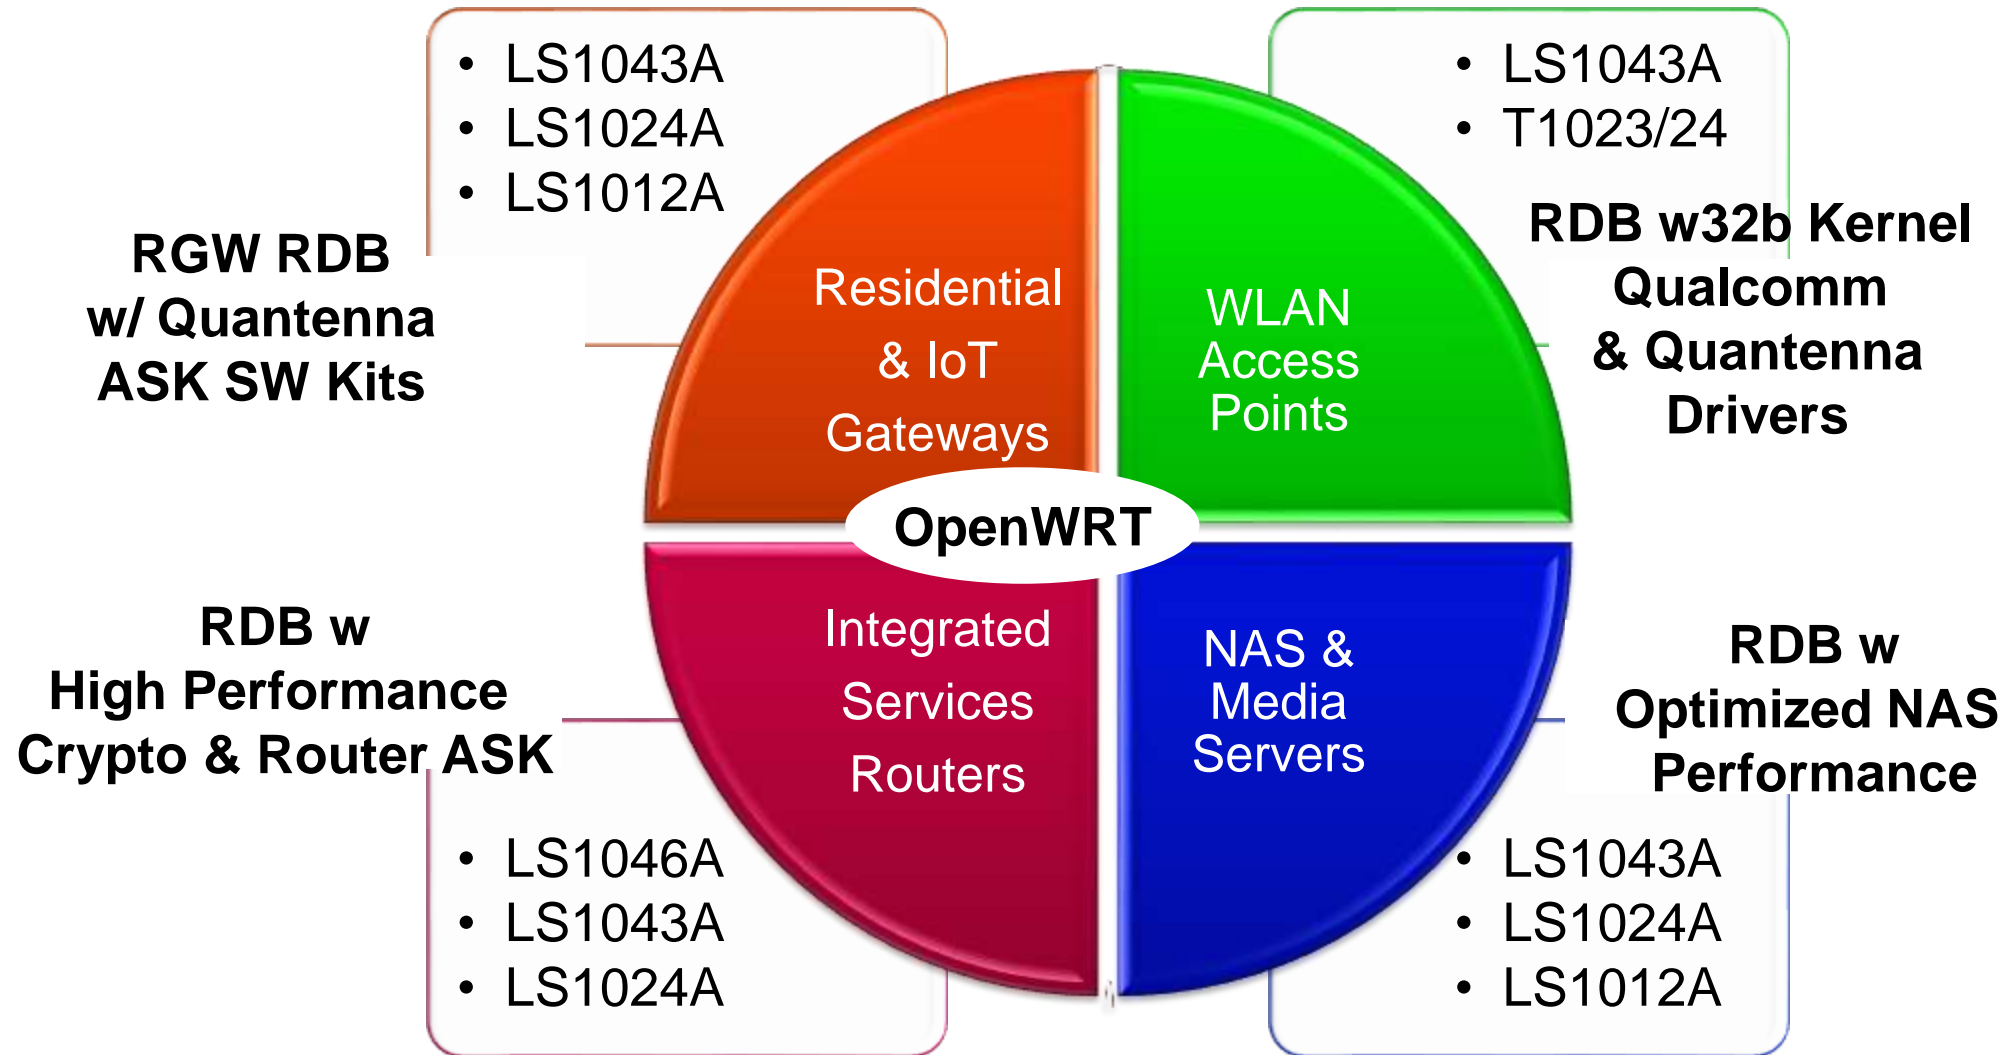 • LS1043A
• LS1024A
• LS1012A
RGW RDB
w/ Quantenna
ASK SW Kits
Residential
& IoT
Gateways
• LS1043A
• T1023/24
RDB w32b Kernel
Qualcomm
& Quantenna
Drivers
WLAN
Access
Points
OpenWRT
RDB w
High Performance
Crypto & Router ASK
Integrated
Services
Routers
• LS1046A
• LS1043A
• LS1024A
NAS &
Media
Servers
RDB w
Optimized NAS
Performance
• LS1043A
• LS1024A
• LS1012A